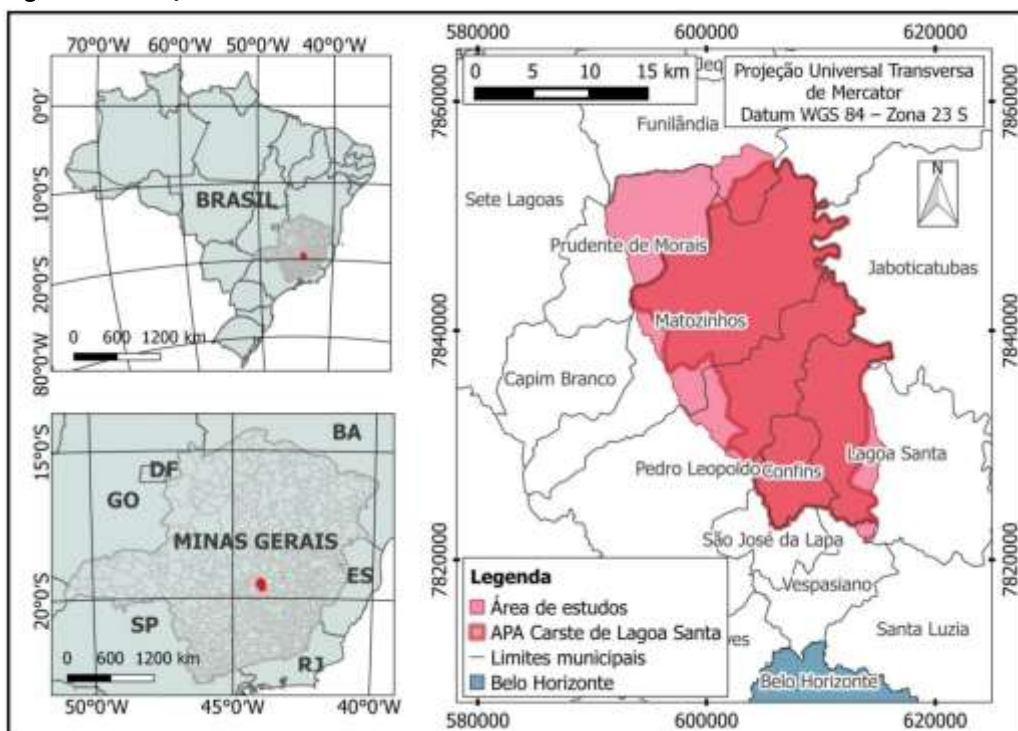 70°0'W 60°0'W 50°0'W 40°0'W
0°0'
10°0'S
20°0'S
80°0'W
BRASIL
0 600 1200 km
15°0'S
20°0'S
BA
DF
GO
MINAS GERAIS
ES
SP
RJ
0 600 1200 km
50°0'W 45°0'W 40°0'W
580000 600000 620000
0 5 10 15 km
Projeção Universal Transversa
de Mercator
Datum WGS 84 – Zona 23 S
N
7860000
7840000
7820000
Jeq
Funilândia
Sete Lagoas
Prudente de Morais
Jaboticatubas
Matozinhos
Capim Branco
Lagoa Santa
Pedro Leopoldo
Confins
São José da Lapa
Vespasiano
Santa Luzia
ves
Belo Horizonte
Legenda
Área de estudos
APA Carste de Lagoa Santa
Limites municipais
Belo Horizonte
7860000
7840000
7820000
580000 600000 620000